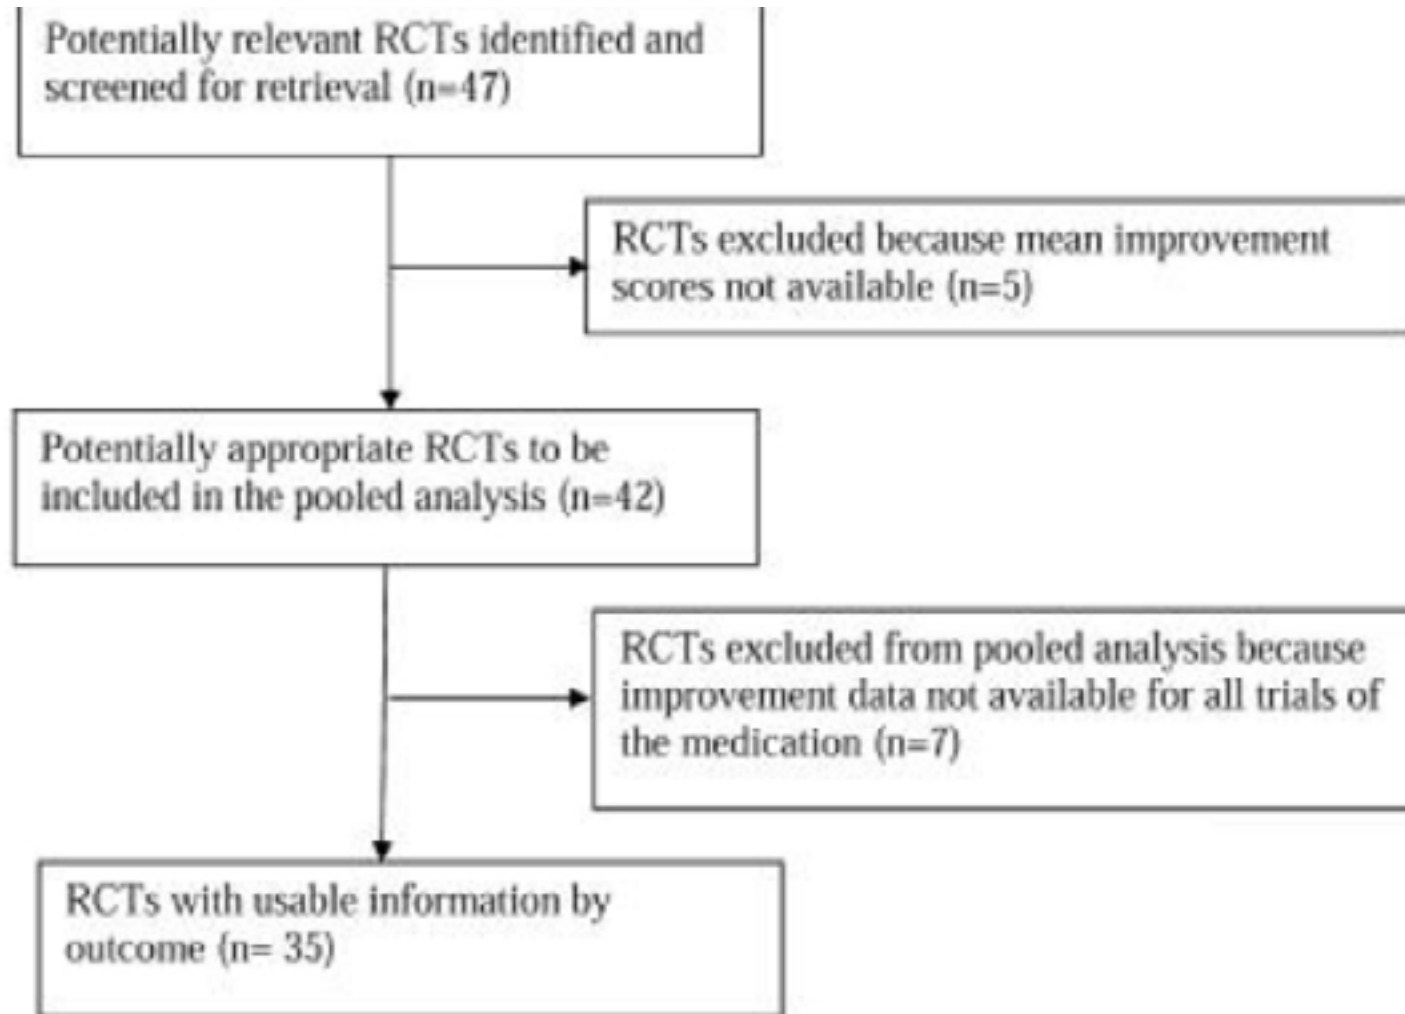 Potentially relevant RCTs identified and
screened for retrieval (n=47)
RCTs excluded because mean improvement
scores not available (n=5)
Potentially appropriate RCTs to be
included in the pooled analysis (n=42)
RCTs excluded from pooled analysis because
improvement data not available for all trials of
the medication (n=7)
RCTs with usable information by
outcome (n= 35)